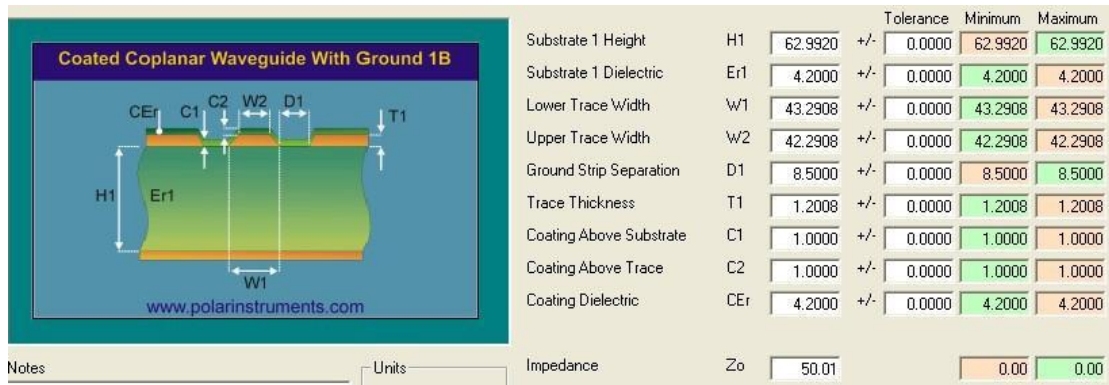 Coated Coplanar Waveguide With Ground 1B
CEr C1 C2 W2 D1 T1
H1 Er1
W1
www.polarinstruments.com
Notes
Units
Tolerance Minimum Maximum
Substrate 1 Height H1 62.9920 +/- 0.0000 62.9920 62.9920
Substrate 1 Dielectric Er1 4.2000 +/- 0.0000 4.2000 4.2000
Lower Trace Width W1 43.2908 +/- 0.0000 43.2908 43.2908
Upper Trace Width W2 42.2908 +/- 0.0000 42.2908 42.2908
Ground Strip Separation D1 8.5000 +/- 0.0000 8.5000 8.5000
Trace Thickness T1 1.2008 +/- 0.0000 1.2008 1.2008
Coating Above Substrate C1 1.0000 +/- 0.0000 1.0000 1.0000
Coating Above Trace C2 1.0000 +/- 0.0000 1.0000 1.0000
Coating Dielectric CEr 4.2000 +/- 0.0000 4.2000 4.2000
Impedance Zo 50.01 0.00 0.00